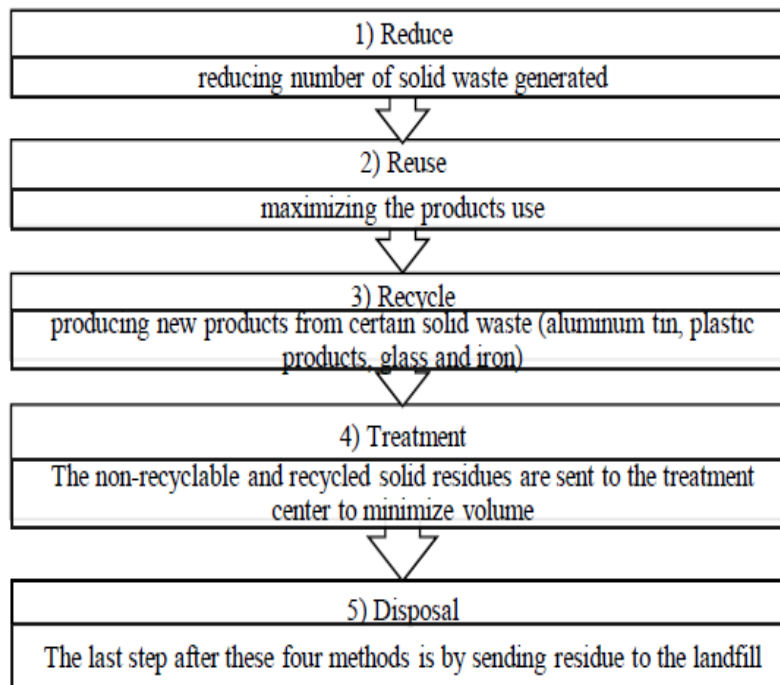 1) Reduce
reducing number of solid waste generated
2) Reuse
maximizing the products use
3) Recycle
producing new products from certain solid waste (aluminum tin, plastic
products, glass and iron)
4) Treatment
The non-recyclable and recycled solid residues are sent to the treatment
center to minimize volume
5) Disposal
The last step after these four methods is by sending residue to the landfill